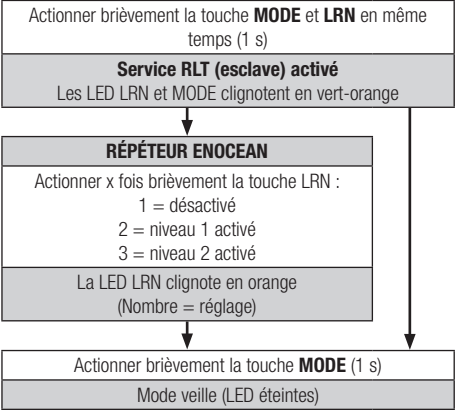 Actionner brièvement la touche MODE et LRN en même
temps (1 s)
Service RLT (esclave) activé
Les LED LRN et MODE clignotent en vert-orange
RÉPÉTEUR ENOCEAN
Actionner x fois brièvement la touche LRN :
1 = désactivé
2 = niveau 1 activé
3 = niveau 2 activé
La LED LRN clignote en orange
(Nombre = réglage)
Actionner brièvement la touche MODE (1 s)
Mode veille (LED éteintes)